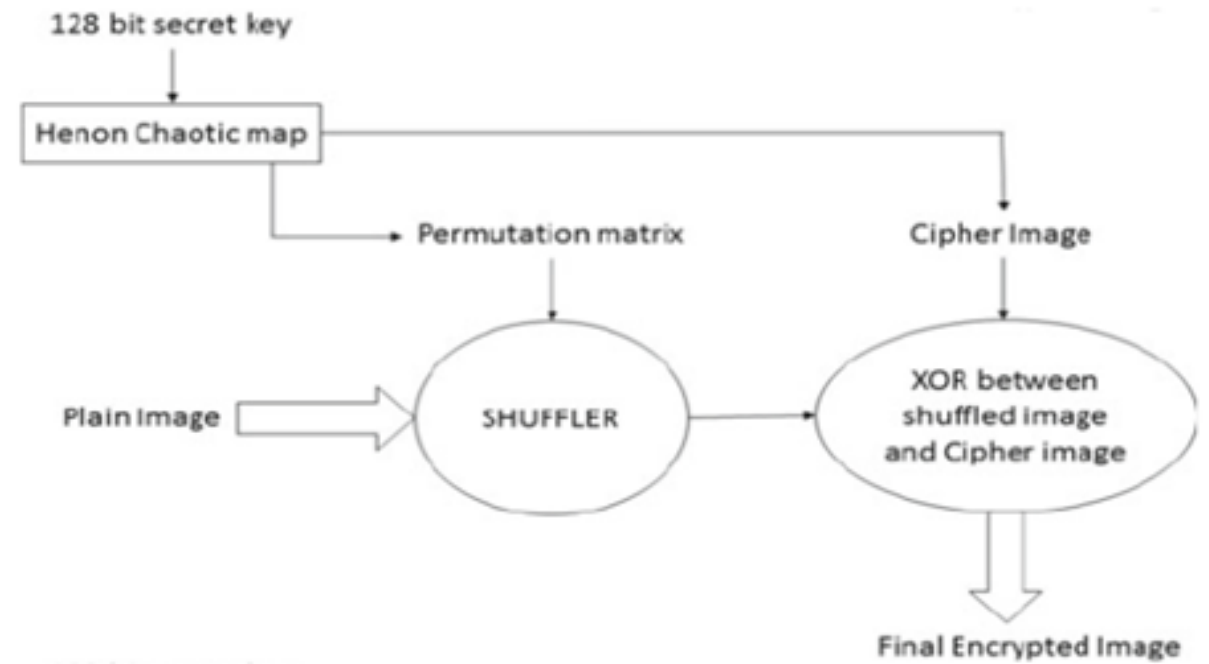 128 bit secret key
Henon Chaotic map
Permutation matrix
Cipher Image
Plain Image
SHUFFLER
XOR between
shuffled image
and Cipher image
Final Encrypted Image